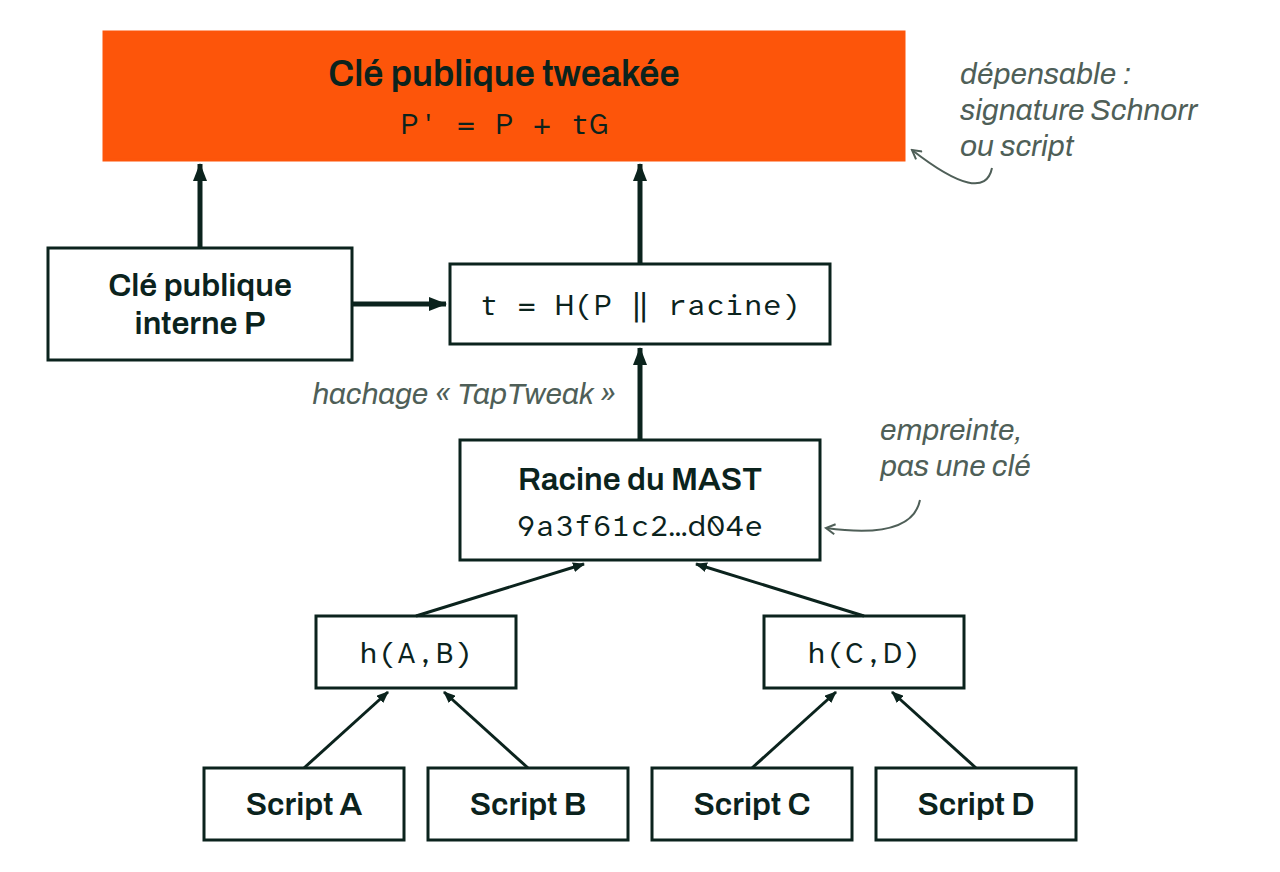 Clé publique tweakée
P' = P + tG
dépensable :
signature Schnorr
ou script
Clé publique
interne P
t = H(P ‖ racine)
hachage « TapTweak »
empreinte,
pas une clé
Racine du MAST
9a3f61c2…d04e
h(A,B)
h(C,D)
Script A
Script B
Script C
Script D